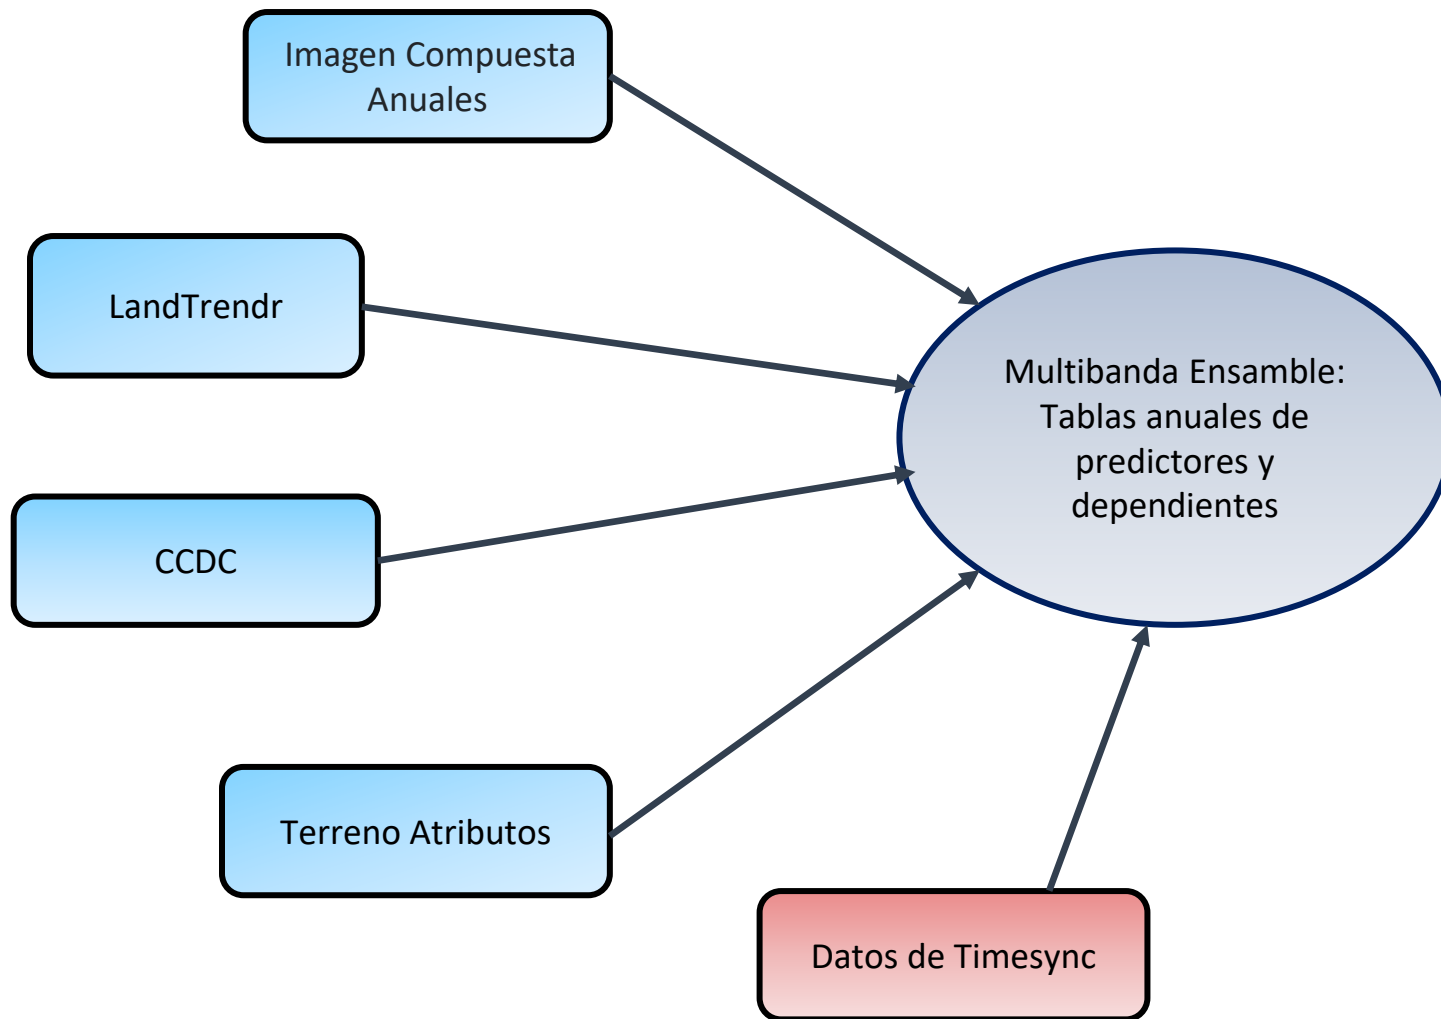 Imagen Compuesta
Anuales
LandTrendr
Multibanda Ensamble:
Tablas anuales de
predictores y
dependientes
CCDC
Terreno Atributos
Datos de Timesync